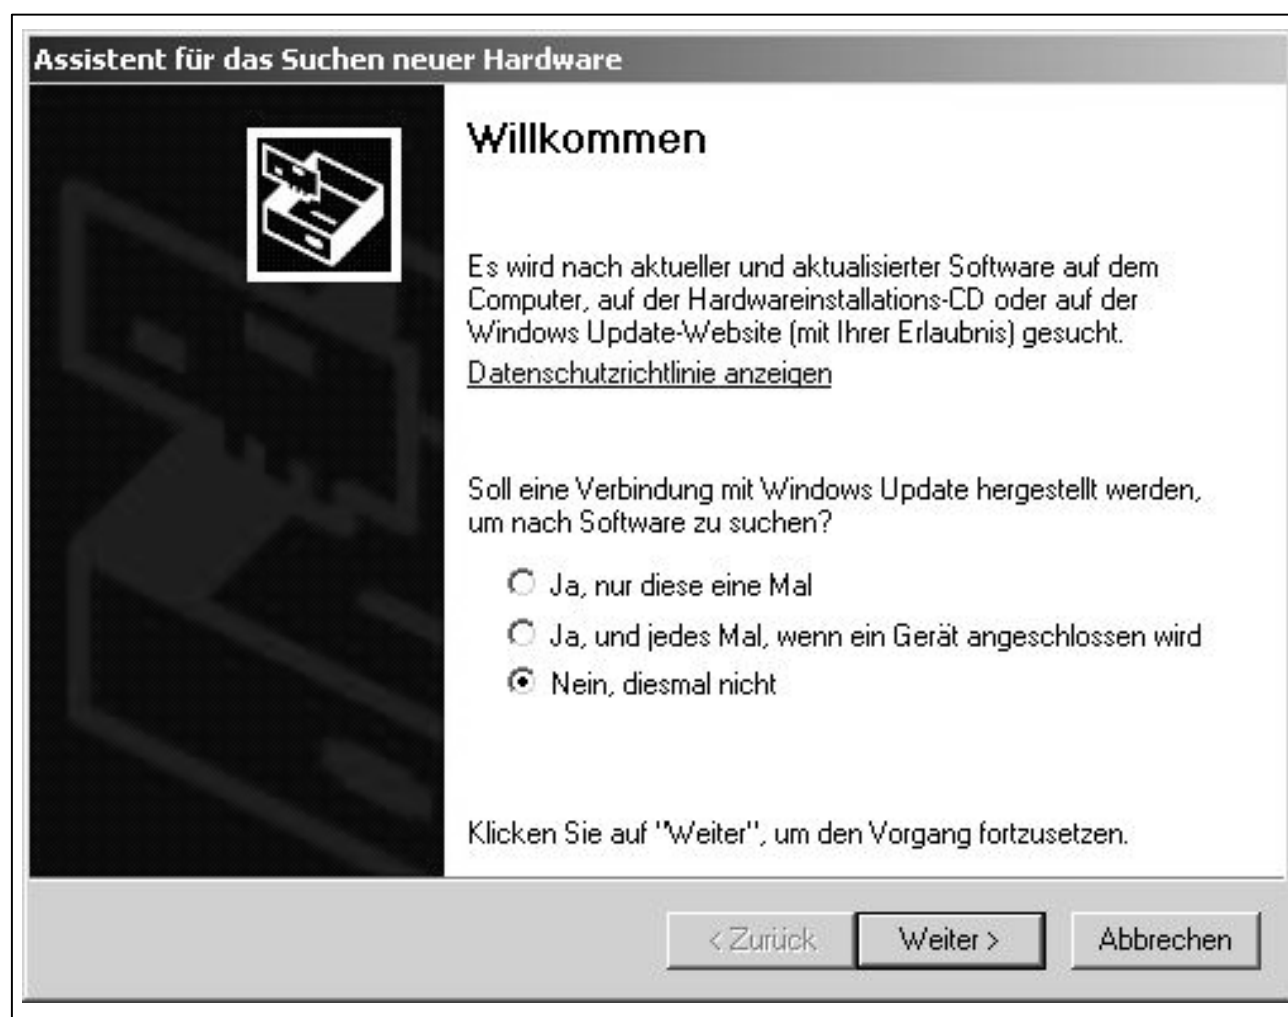 Assistent für das Suchen neuer Hardware
Willkommen
Es wird nach aktueller und aktualisierter Software auf dem
Computer, auf der Hardwareinstallations-CD oder auf der
Windows Update-Website (mit Ihrer Erlaubnis) gesucht.
Datenschutzrichtlinie anzeigen
Soll eine Verbindung mit Windows Update hergestellt werden,
um nach Software zu suchen?
Ja, nur diese eine Mal
Ja, und jedes Mal, wenn ein Gerät angeschlossen wird
Nein, diesmal nicht
Klicken Sie auf "Weiter", um den Vorgang fortzusetzen.
< Zurück Weiter > Abbrechen